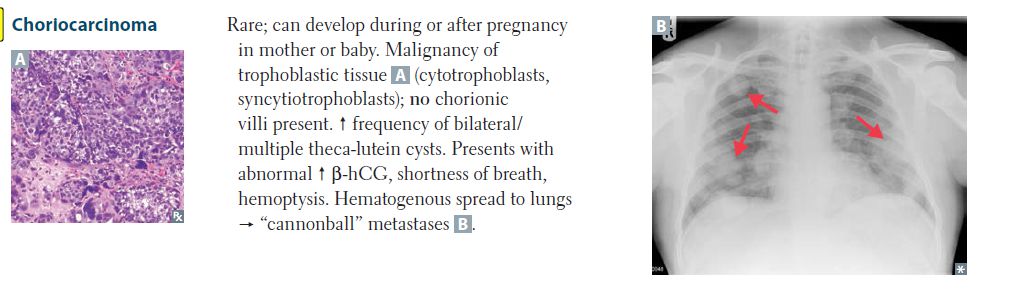 Choriocarcinoma
A
Rare; can develop during or after pregnancy
in mother or baby. Malignancy of
trophoblastic tissue A (cytotrophoblasts,
syncytiotrophoblasts); no chorionic
villi present. ↑ frequency of bilateral/
multiple theca-lutein cysts. Presents with
abnormal ↑ β-hCG, shortness of breath,
hemoptysis. Hematogenous spread to lungs
→ “cannonball” metastases B.
B